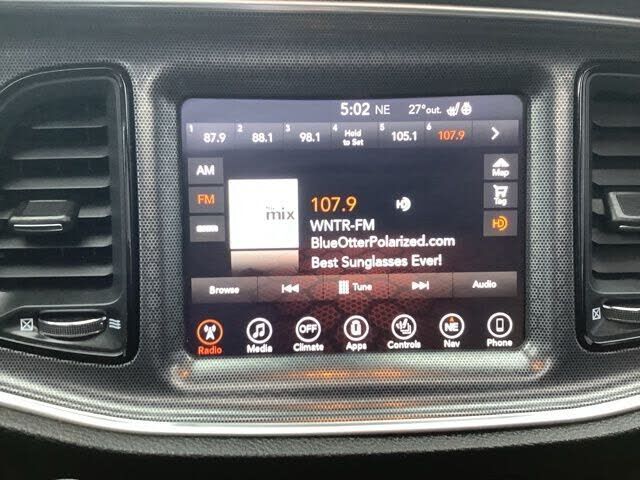 5:02 NE 27° out.
1 87.9 2 88.1 3 98.1 4 Hold to Set 5 105.1 6 107.9
AM
Map
FM
Tag
HD
mix
107.9 HD
WNTR-FM
BlueOtterPolarized.com
Best Sunglasses Ever!
Browse Tune Audio
OFF NE
Radio Media Climate Apps Controls Nav Phone